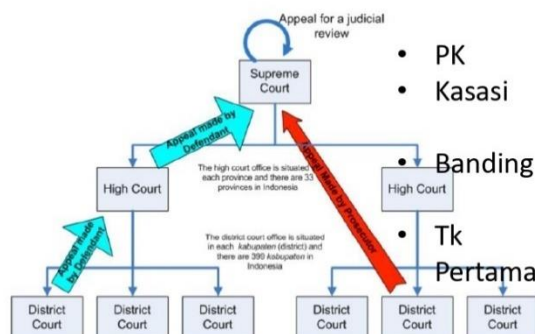 Appeal for a judicial
review
Supreme
Court
• PK
• Kasasi
Appeal made by
Defendant
Appeal Made by Prosecutor
The high court office is situated
each province and there are 33
provinces in Indonesia
High Court
High Court
• Banding
Appeal made
by Defendant
The district court office is situated
in each kabupaten (district) and
there are 399 kabupaten in
Indonesia
• Tk
Pertama
District
Court
District
Court
District
Court
District
Court
District
Court
District
Court